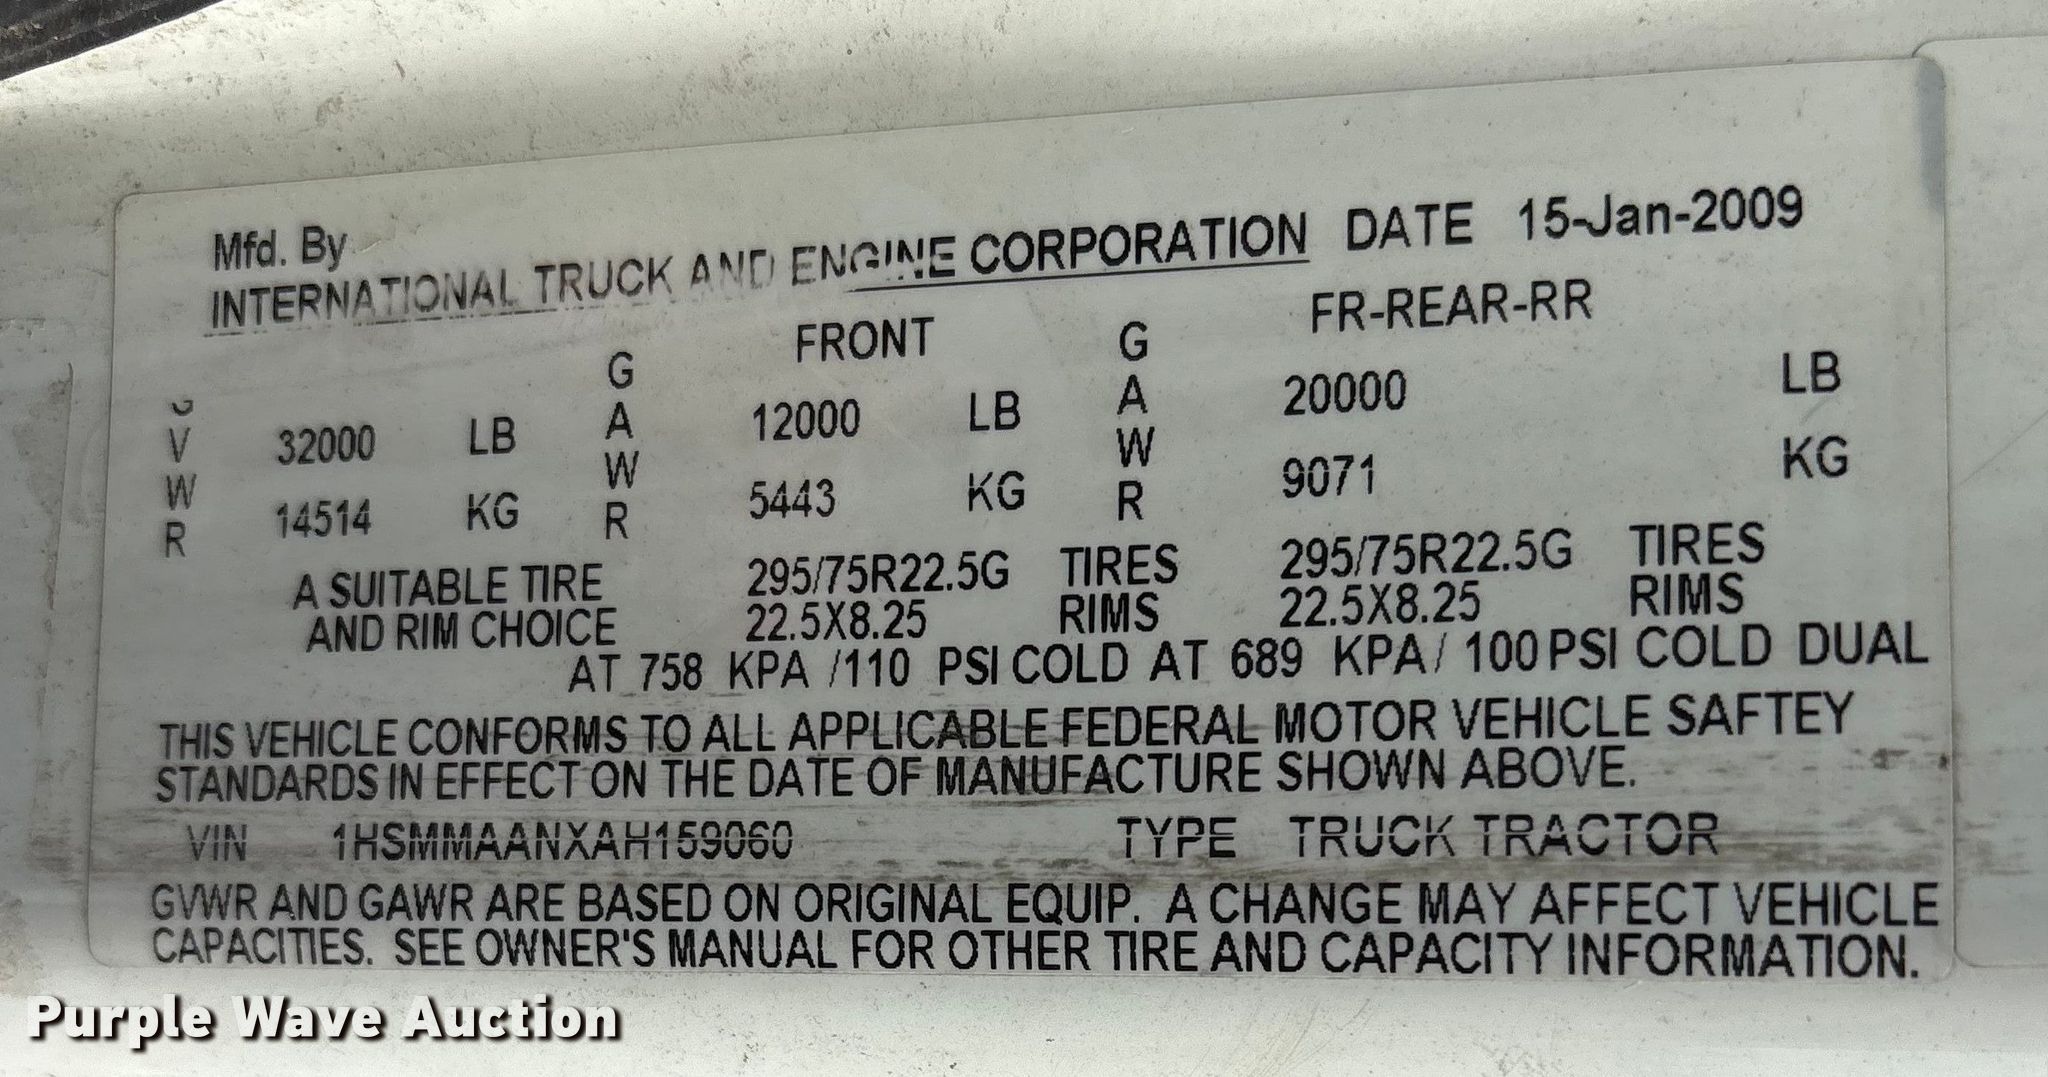 Mfd. By
INTERNATIONAL TRUCK AND ENGINE CORPORATION DATE 15-Jan-2009
FRONT FR-REAR-RR
GVWR 32000 LB GAWR 12000 LB GAWR 20000 LB
14514 KG 5443 KG 9071 KG
A SUITABLE TIRE 295/75R22.5G TIRES 295/75R22.5G TIRES
AND RIM CHOICE 22.5X8.25 RIMS 22.5X8.25 RIMS
AT 758 KPA /110 PSI COLD AT 689 KPA/ 100 PSI COLD DUAL
THIS VEHICLE CONFORMS TO ALL APPLICABLE FEDERAL MOTOR VEHICLE SAFTEY
STANDARDS IN EFFECT ON THE DATE OF MANUFACTURE SHOWN ABOVE.
VIN 1HSMMAANXAH159060 TYPE TRUCK TRACTOR
GVWR AND GAWR ARE BASED ON ORIGINAL EQUIP. A CHANGE MAY AFFECT VEHICLE
CAPACITIES. SEE OWNER'S MANUAL FOR OTHER TIRE AND CAPACITY INFORMATION.
Purple Wave Auction